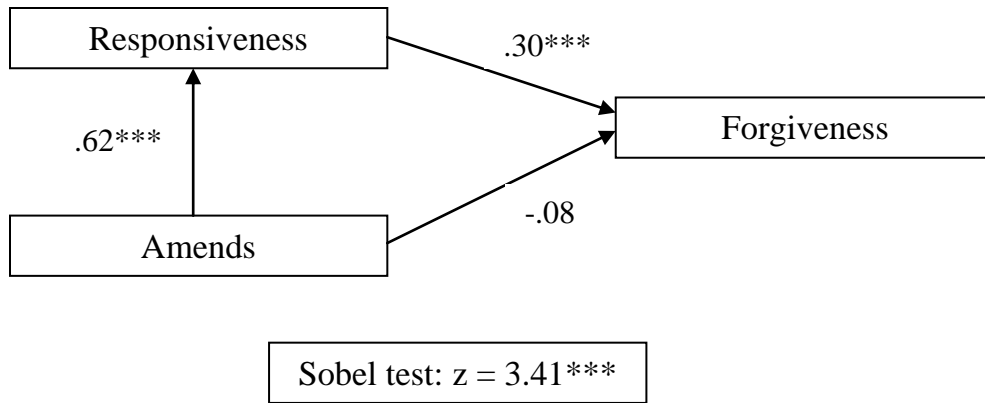 Responsiveness
.30***
Forgiveness
.62***
-.08
Amends
Sobel test: z = 3.41***